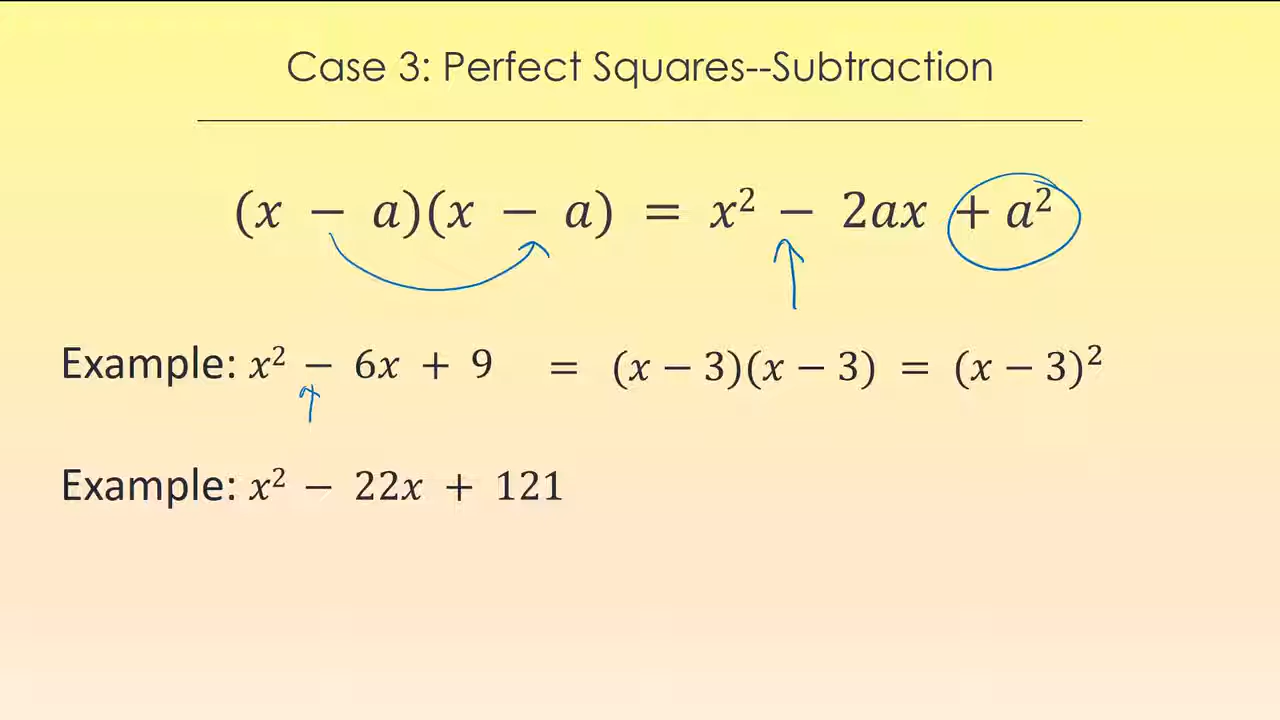 Case 3: Perfect Squares--Subtraction
(x − a)(x − a) = x² − 2ax + a²
Example: x² − 6x + 9 = (x − 3)(x − 3) = (x − 3)²
Example: x² − 22x + 121